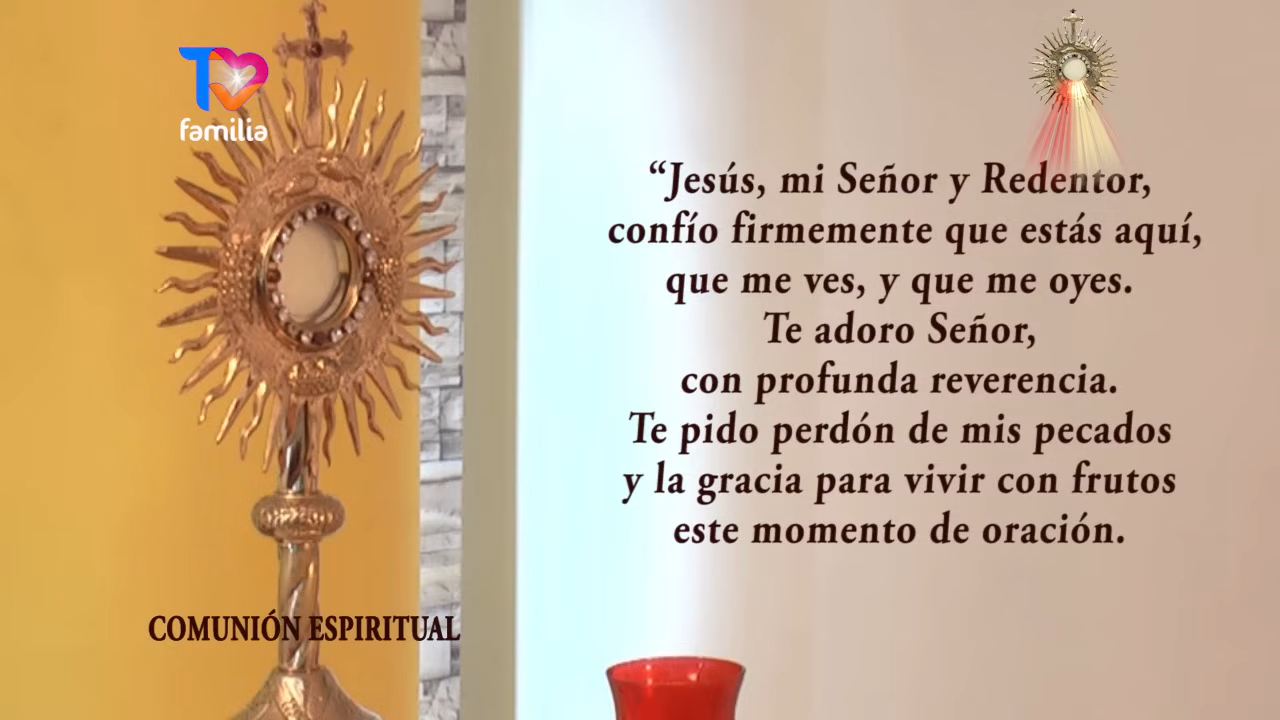 TV
familia
“Jesús, mi Señor y Redentor,
confío firmemente que estás aquí,
que me ves, y que me oyes.
Te adoro Señor,
con profunda reverencia.
Te pido perdón de mis pecados
y la gracia para vivir con frutos
este momento de oración.
COMUNIÓN ESPIRITUAL